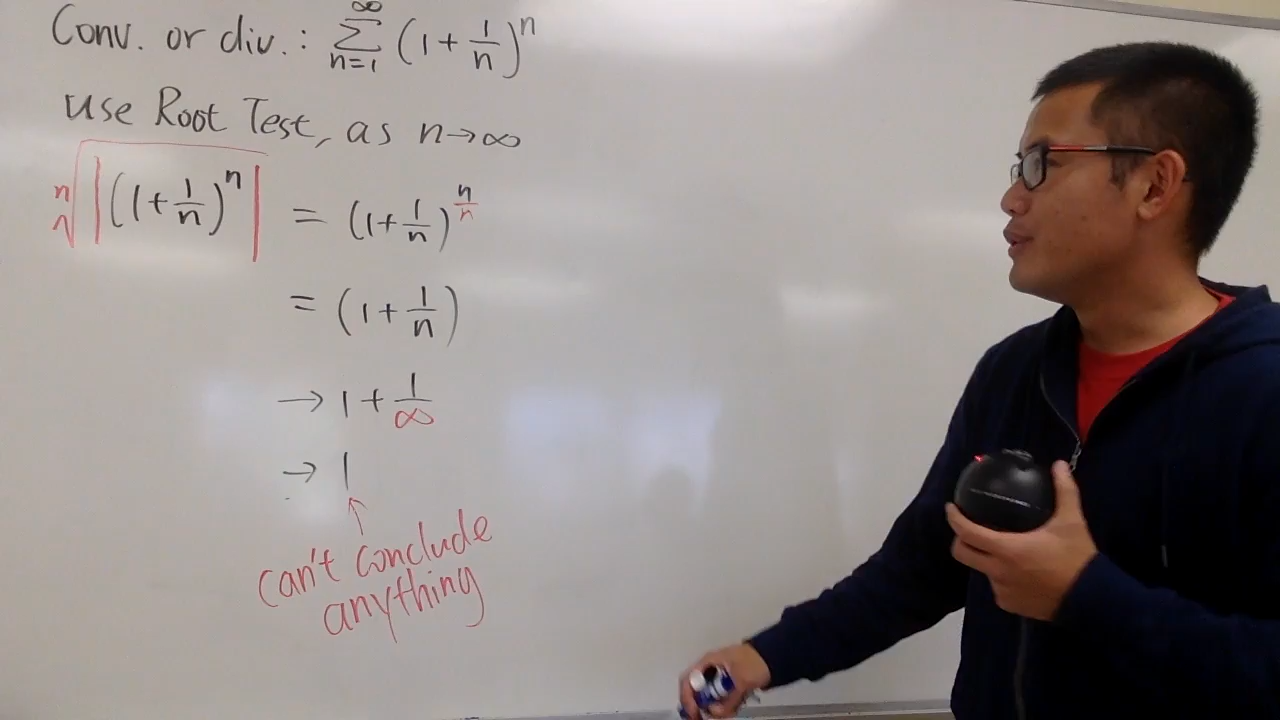 Conv. or div.: ∞∑n=1 (1 + 1/n)^n
use Root Test, as n→∞
n√|(1 + 1/n)^n| = (1 + 1/n)^n/n
= (1 + 1/n)
→ 1 + 1/∞
→ 1
↑
can't conclude
anything